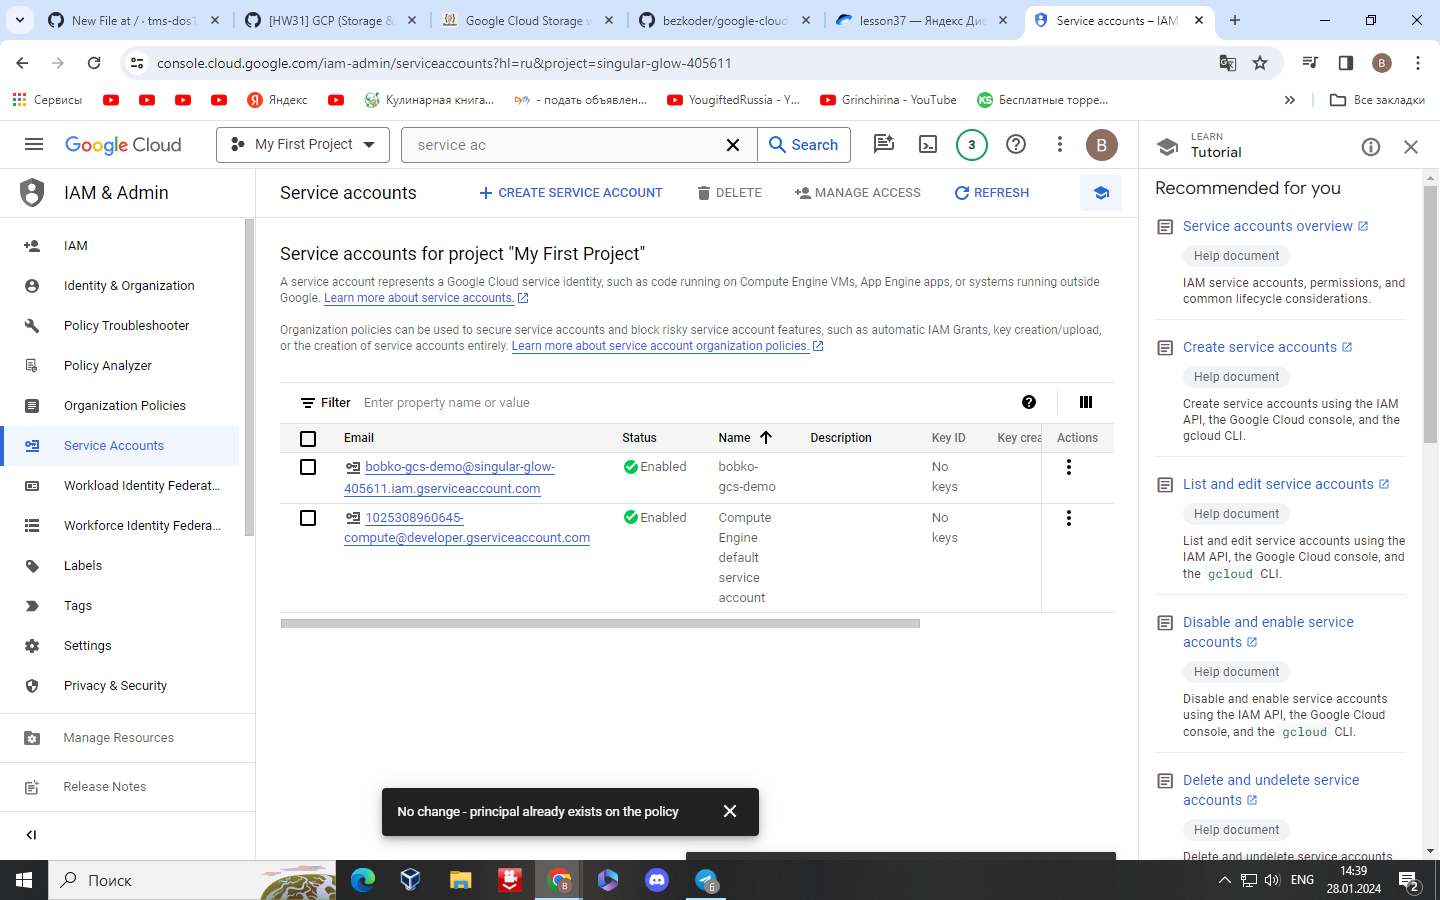 New File at / · tms-dos1
[HW31] GCP (Storage &
Google Cloud Storage w
bezkoder/google-cloud
lesson37 — Яндекс Дис
Service accounts – IAM
console.cloud.google.com/iam-admin/serviceaccounts?hl=ru&project=singular-glow-405611
B
Сервисы
Яндекс
Кулинарная книга...
- подать объявлен...
YougiftedRussia - Y...
Grinchirina - YouTube
KS
Бесплатные торре...
Все закладки
Google Cloud
My First Project
service ac
Search
3
B
LEARN
Tutorial
IAM & Admin
Service accounts
CREATE SERVICE ACCOUNT
DELETE
MANAGE ACCESS
REFRESH
IAM
Identity & Organization
Policy Troubleshooter
Policy Analyzer
Organization Policies
Service Accounts
Workload Identity Federat...
Workforce Identity Federa...
Labels
Tags
Settings
Privacy & Security
Manage Resources
Release Notes
Service accounts for project "My First Project"
A service account represents a Google Cloud service identity, such as code running on Compute Engine VMs, App Engine apps, or systems running outside
Google. Learn more about service accounts.
Organization policies can be used to secure service accounts and block risky service account features, such as automatic IAM Grants, key creation/upload,
or the creation of service accounts entirely. Learn more about service account organization policies.
Filter
Enter property name or value
Email
Status
Name
Description
Key ID
Key crea
Actions
bobko-gcs-demo@singular-glow-
405611.iam.gserviceaccount.com
Enabled
bobko-
gcs-demo
No
keys
1025308960645-
compute@developer.gserviceaccount.com
Enabled
Compute
Engine
default
service
account
No
keys
No change - principal already exists on the policy
Recommended for you
Service accounts overview
Help document
IAM service accounts, permissions, and
common lifecycle considerations.
Create service accounts
Help document
Create service accounts using the IAM
API, the Google Cloud console, and the
gcloud CLI.
List and edit service accounts
Help document
List and edit service accounts using the
IAM API, the Google Cloud console, and
the gcloud CLI.
Disable and enable service
accounts
Help document
Disable and enable service accounts
using the IAM API, the Google Cloud
console, and the gcloud CLI.
Delete and undelete service
accounts
Help document
Delete and undelete service accounts
Поиск
B
6
ENG
14:39
28.01.2024
2